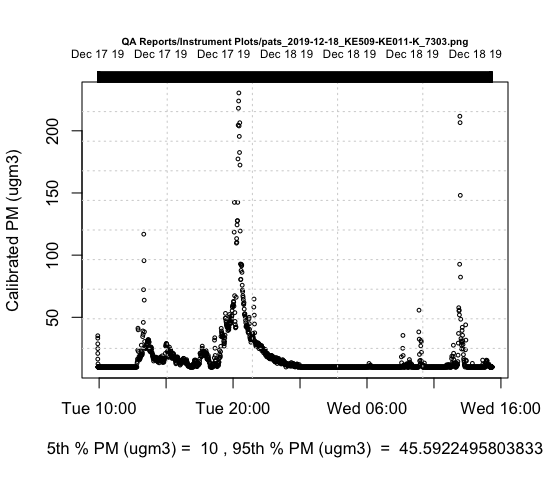 QA Reports/Instrument Plots/pats_2019-12-18_KE509-KE011-K_7303.png
Dec 17 19 Dec 17 19 Dec 17 19 Dec 18 19 Dec 18 19 Dec 18 19 Dec 18 19
Calibrated PM (ugm3)
200
150
100
50
Tue 10:00 Tue 20:00 Wed 06:00 Wed 16:00
5th % PM (ugm3) = 10 , 95th % PM (ugm3) = 45.5922495803833